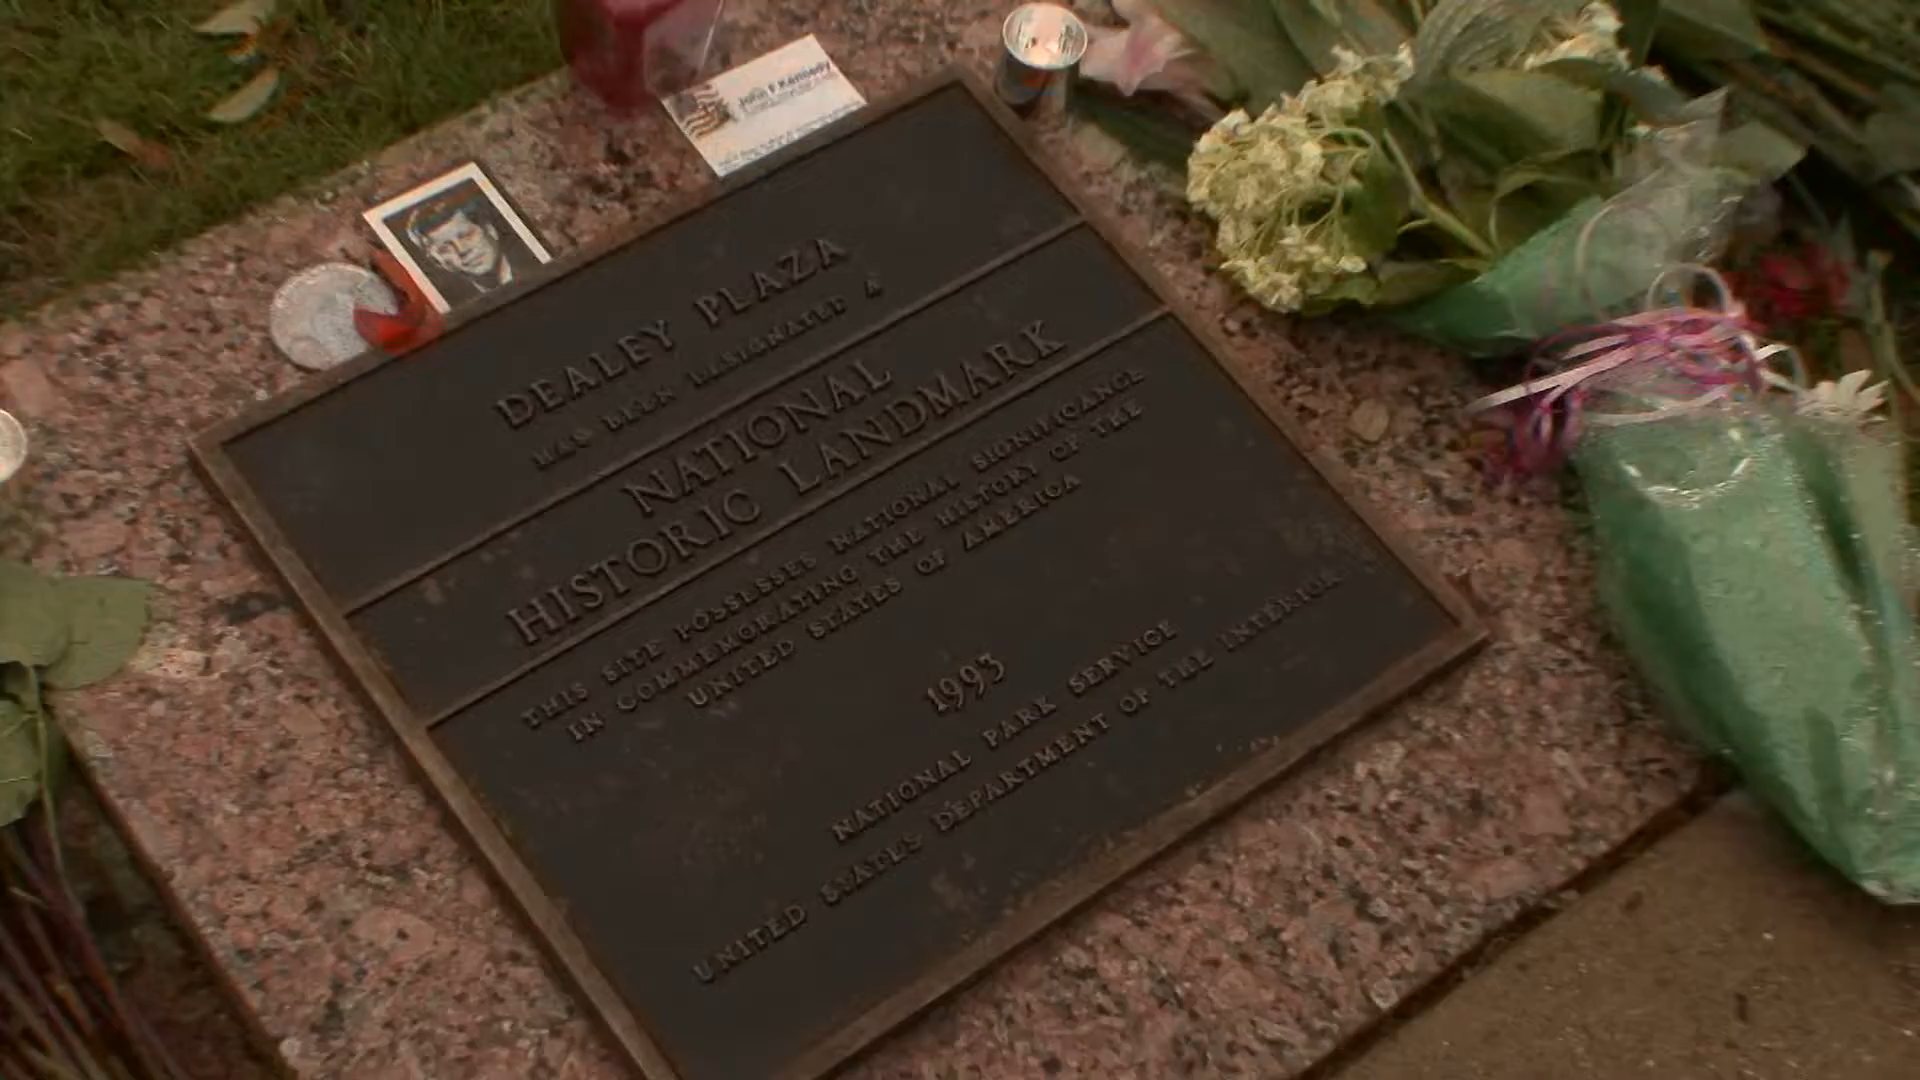 John F Kennedy
DEALEY PLAZA
HAS BEEN DESIGNATED A
NATIONAL
HISTORIC LANDMARK
THIS SITE POSSESSES NATIONAL SIGNIFICANCE
IN COMMEMORATING THE HISTORY OF THE
UNITED STATES OF AMERICA
1993
NATIONAL PARK SERVICE
UNITED STATES DEPARTMENT OF THE INTERIOR